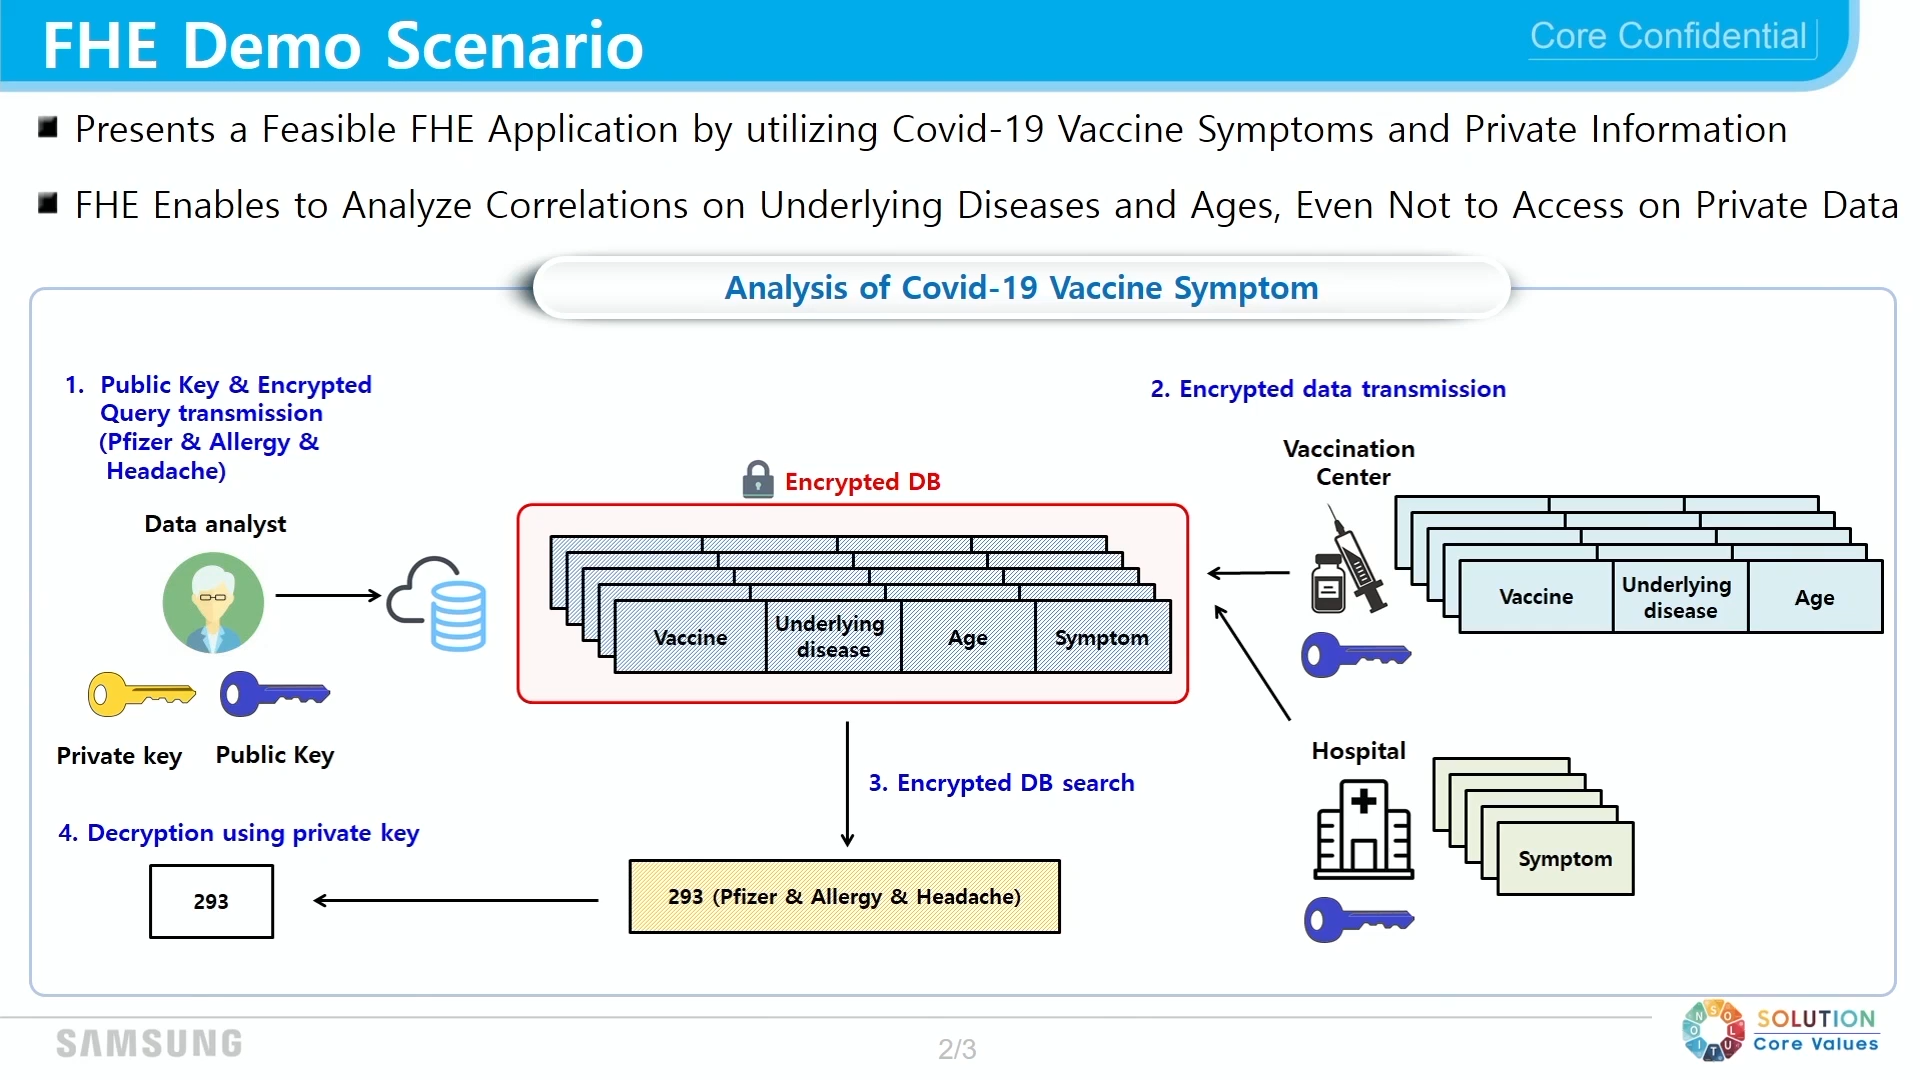 FHE Demo Scenario
Core Confidential
Presents a Feasible FHE Application by utilizing Covid-19 Vaccine Symptoms and Private Information
FHE Enables to Analyze Correlations on Underlying Diseases and Ages, Even Not to Access on Private Data
Analysis of Covid-19 Vaccine Symptom
1. Public Key & Encrypted
Query transmission
(Pfizer & Allergy &
Headache)
Data analyst
Private key
Public Key
Encrypted DB
Vaccine
Underlying
disease
Age
Symptom
2. Encrypted data transmission
Vaccination
Center
Vaccine
Underlying
disease
Age
Hospital
Symptom
3. Encrypted DB search
293 (Pfizer & Allergy & Headache)
4. Decryption using private key
293
SAMSUNG
2/3
SOLUTION
SOLUTION
Core Values